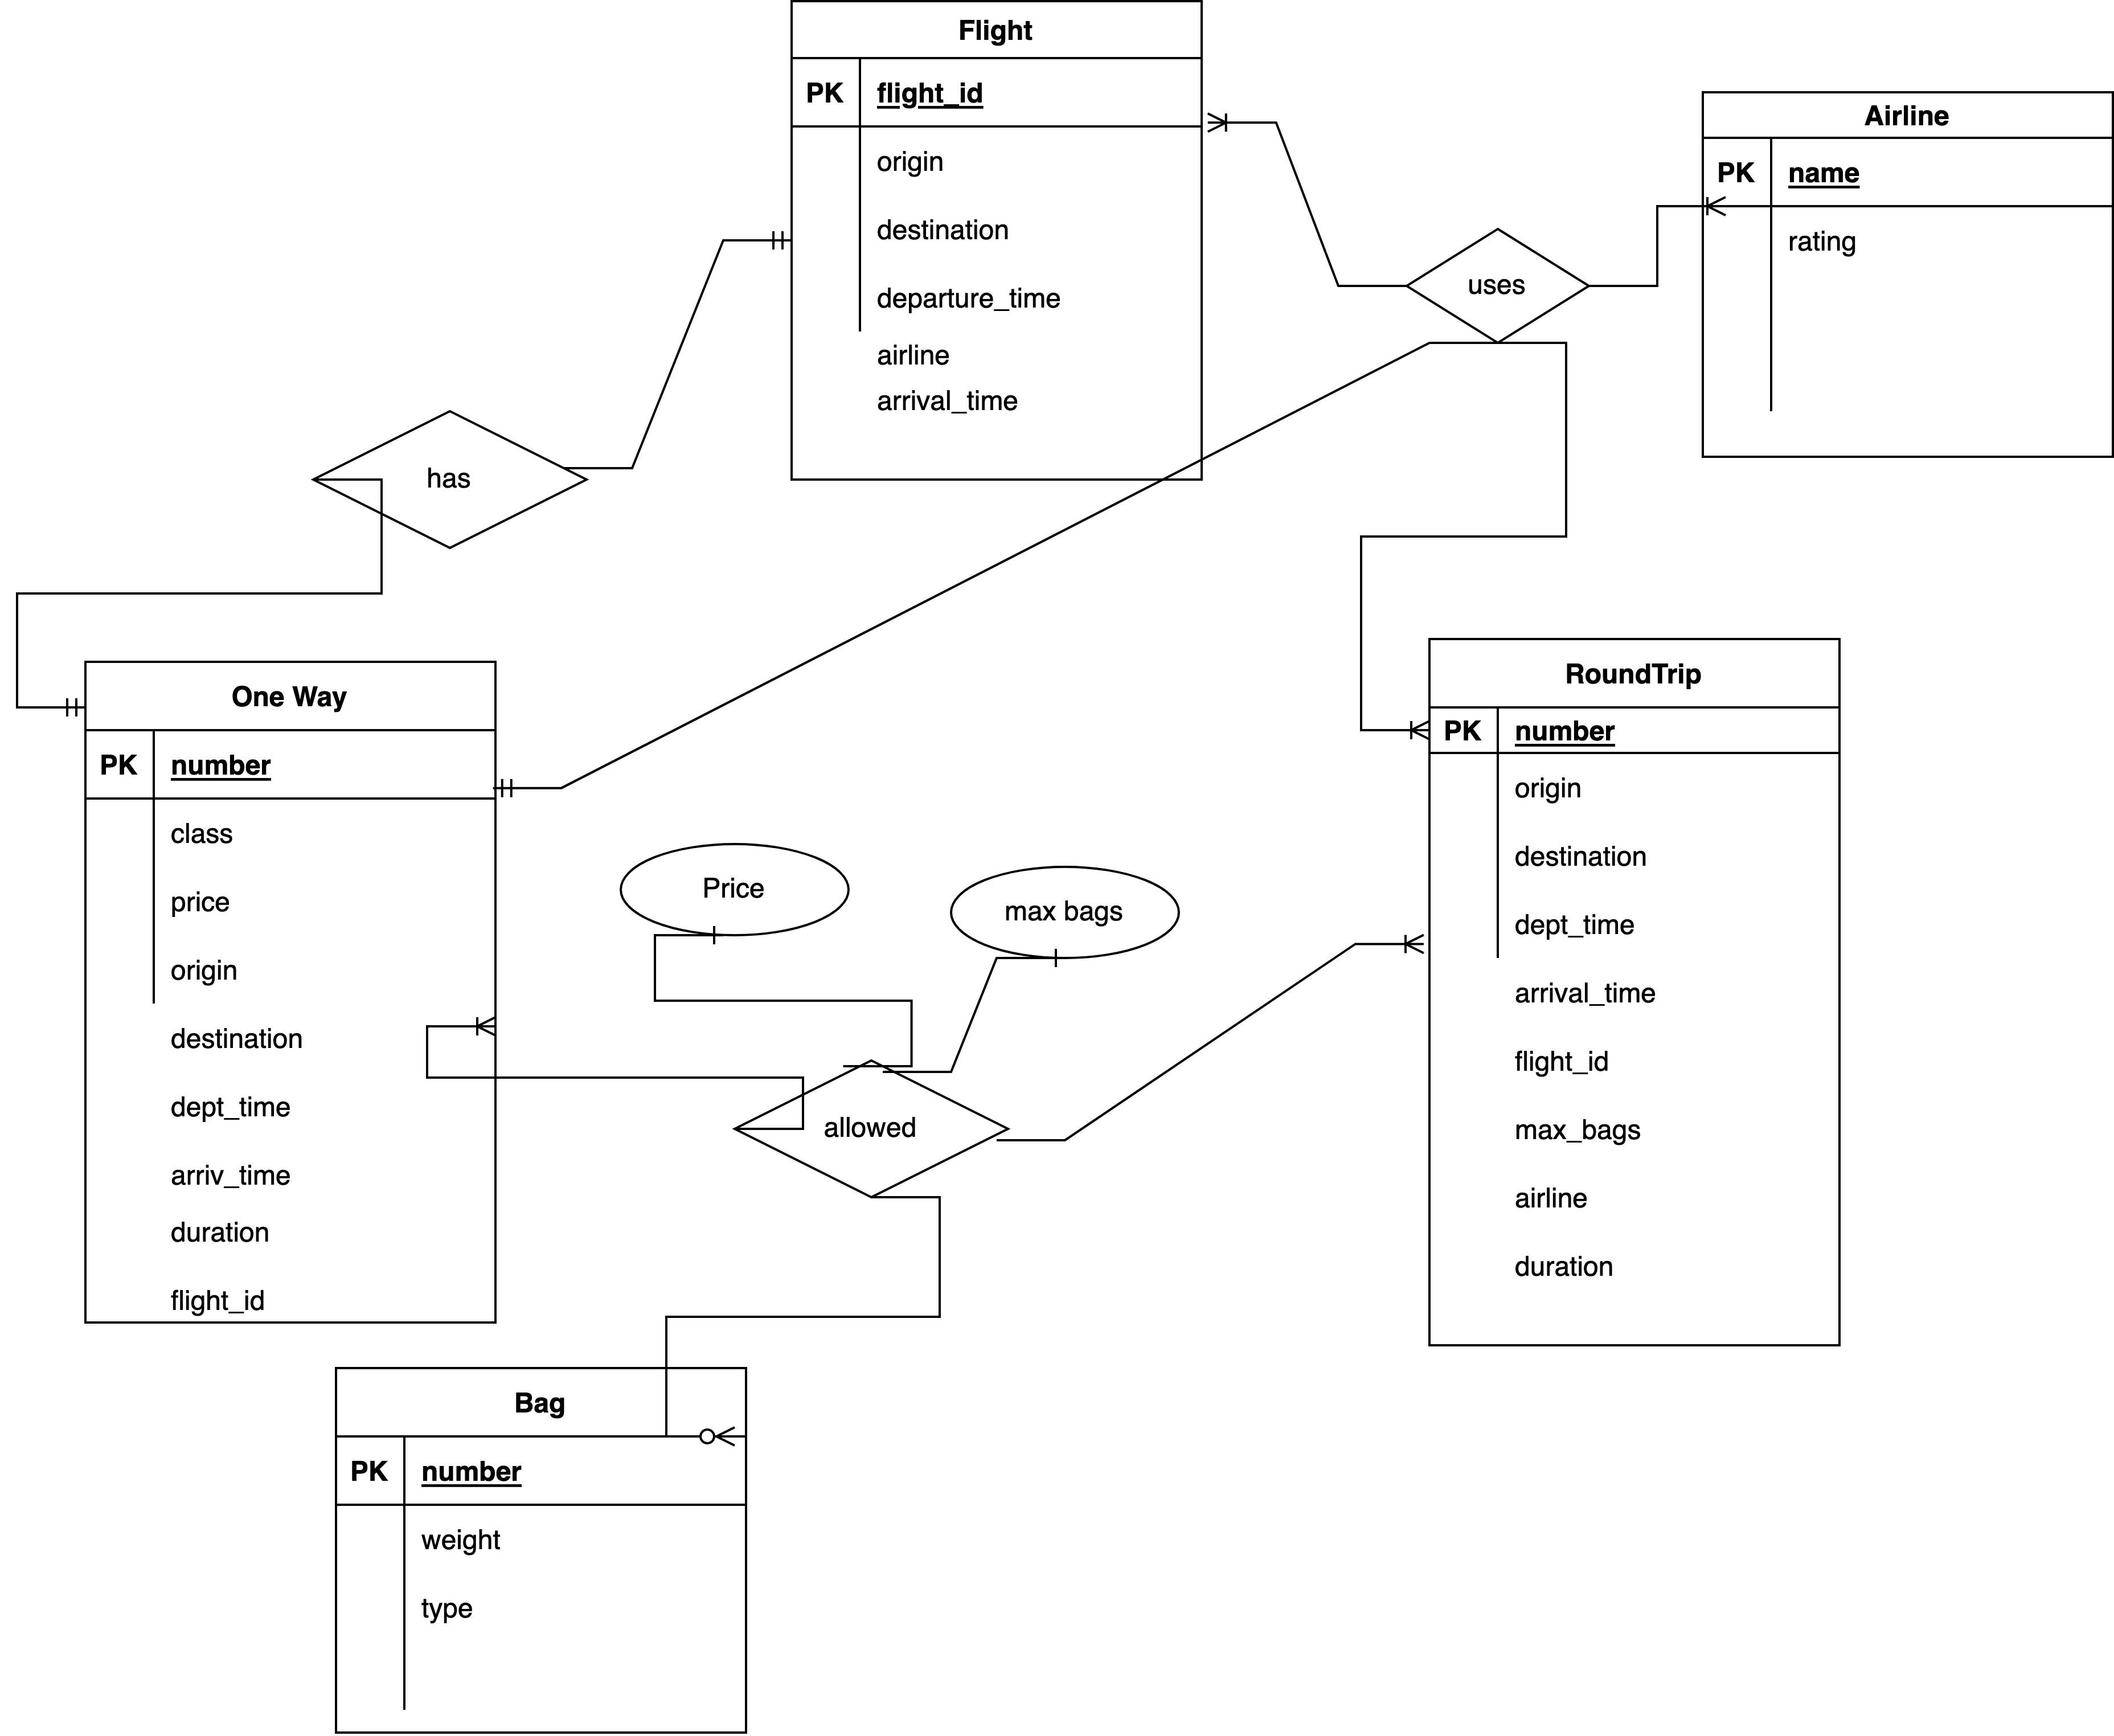 Flight
PK flight_id
origin
destination
departure_time
airline
arrival_time
Airline
PK name
rating
uses
has
One Way
PK number
class
price
origin
destination
dept_time
arriv_time
duration
flight_id
Price
max bags
allowed
RoundTrip
PK number
origin
destination
dept_time
arrival_time
flight_id
max_bags
airline
duration
Bag
PK number
weight
type